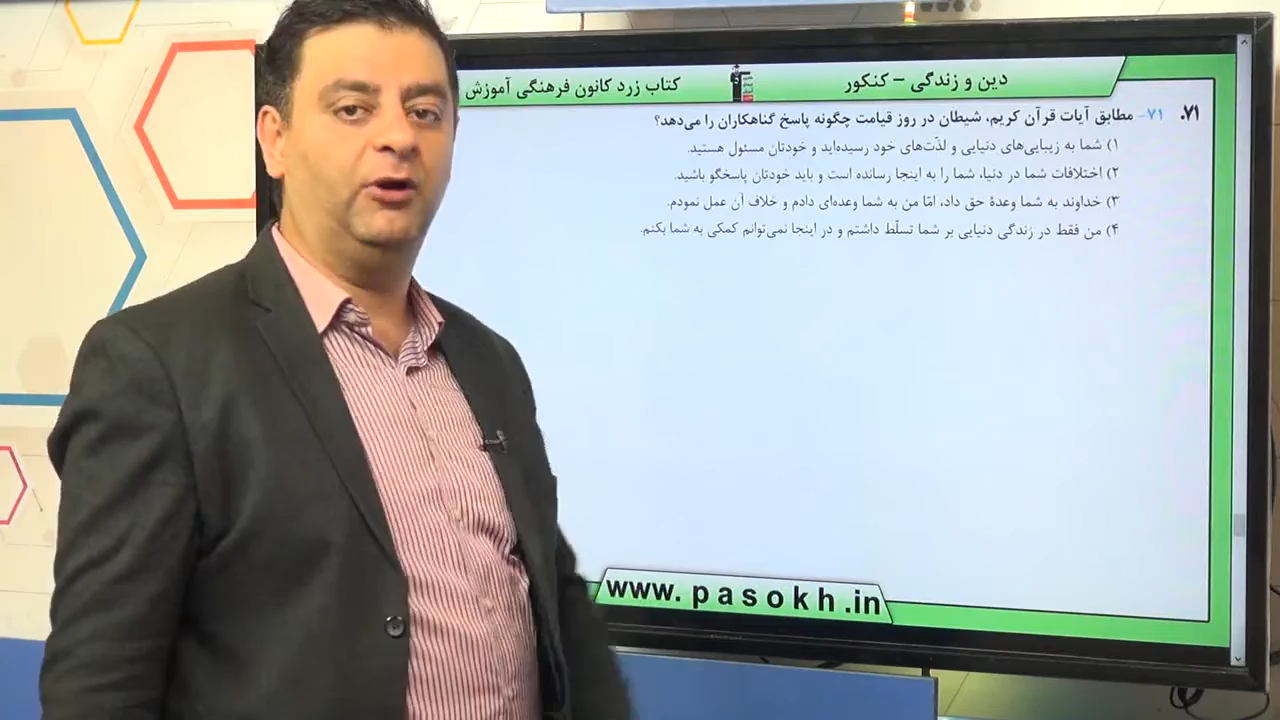 دین و زندگی – کنکور
کتاب زرد کانون فرهنگی آموزش
۷۱. ۷۱- مطابق آیات قرآن کریم، شیطان در روز قیامت چگونه پاسخ گناهکاران را می‌دهد؟
۱) شما به زیبایی‌های دنیایی و لذّت‌های خود رسیده‌اید و خودتان مسئول هستید.
۲) اختلافات شما در دنیا، شما را به اینجا رسانده است و باید خودتان پاسخگو باشید.
۳) خداوند به شما وعدهٔ حق داد، امّا من به شما وعده‌ای دادم و خلاف آن عمل نمودم.
۴) من فقط در زندگی دنیایی بر شما تسلّط داشتم و در اینجا نمی‌توانم کمکی به شما بکنم.
www.pasokh.in